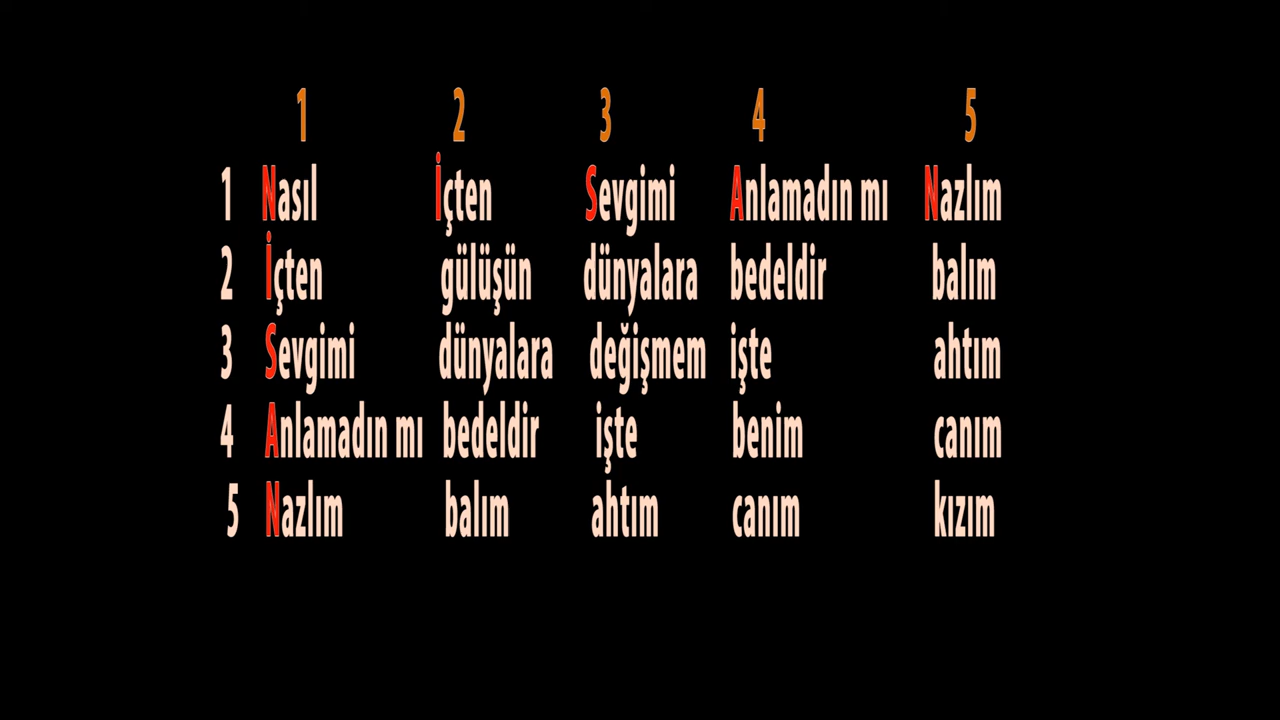 1 2 3 4 5
1 Nasıl İçten Sevgimi Anlamadın mı Nazlım
2 İçten gülüşün dünyalara bedeldir balım
3 Sevgimi dünyalara değişmem işte ahtım
4 Anlamadın mı bedeldir işte benim canım
5 Nazlım balım ahtım canım kızım